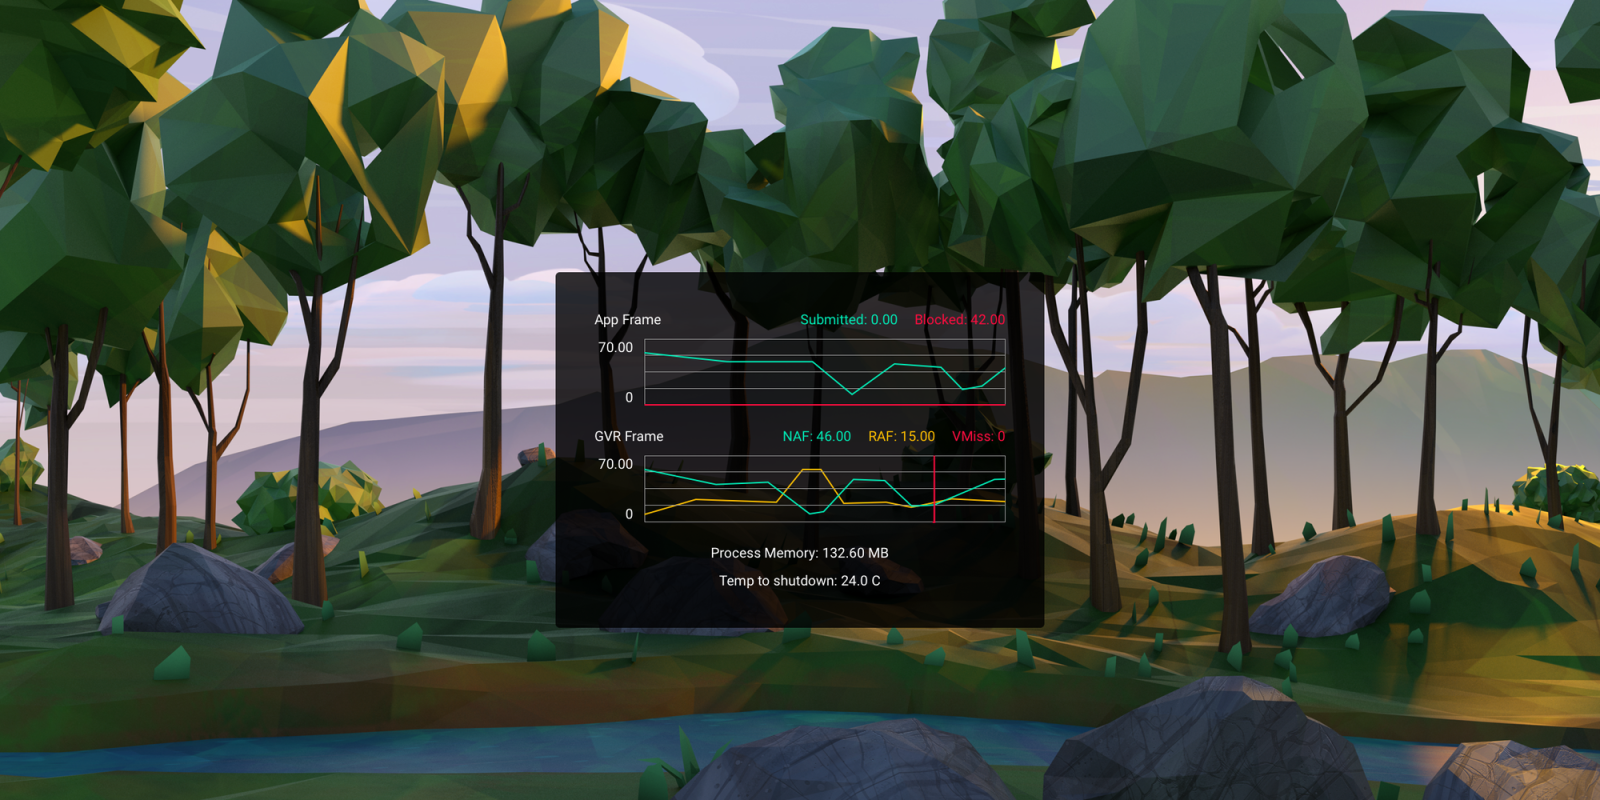 App Frame Submitted: 0.00 Blocked: 42.00
70.00
0
GVR Frame NAF: 46.00 RAF: 15.00 VMiss: 0
70.00
0
Process Memory: 132.60 MB
Temp to shutdown: 24.0 C